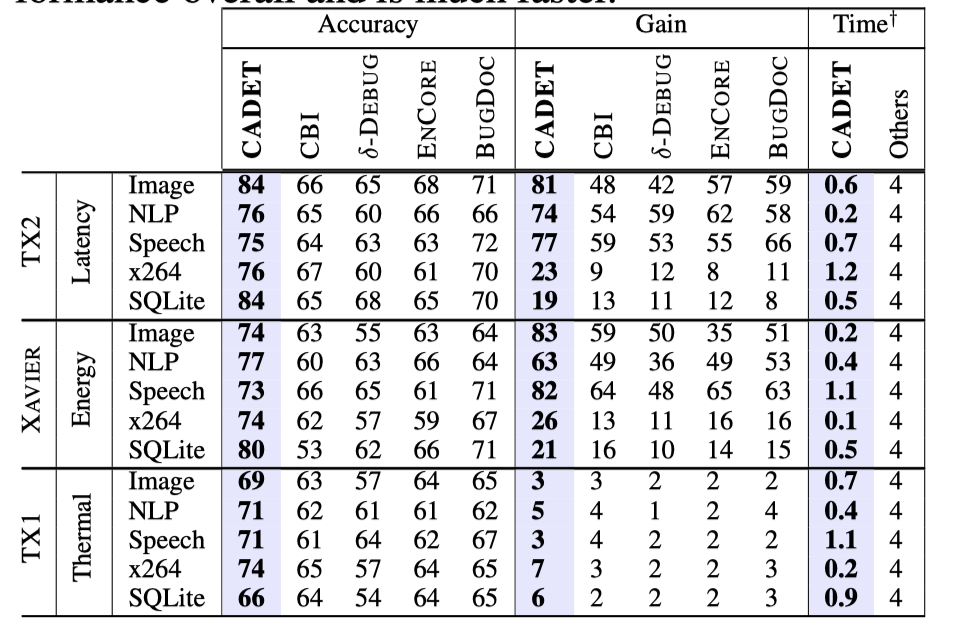 formance overall and is much faster.
Accuracy Gain Time†
CADET CBI δ-DEBUG ENCORE BUGDOC CADET CBI δ-DEBUG ENCORE BUGDOC CADET Others
TX2
Latency
Image 84 66 65 68 71 81 48 42 57 59 0.6 4
NLP 76 65 60 66 66 74 54 59 62 58 0.2 4
Speech 75 64 63 63 72 77 59 53 55 66 0.7 4
x264 76 67 60 61 70 23 9 12 8 11 1.2 4
SQLite 84 65 68 65 70 19 13 11 12 8 0.5 4
XAVIER
Energy
Image 74 63 55 63 64 83 59 50 35 51 0.2 4
NLP 77 60 63 66 64 63 49 36 49 53 0.4 4
Speech 73 66 65 61 71 82 64 48 65 63 1.1 4
x264 74 62 57 59 67 26 13 11 16 16 0.1 4
SQLite 80 53 62 66 71 21 16 10 14 15 0.5 4
TX1
Thermal
Image 69 63 57 64 65 3 3 2 2 2 0.7 4
NLP 71 62 61 61 62 5 4 1 2 4 0.4 4
Speech 71 61 64 62 67 3 4 2 2 2 1.1 4
x264 74 65 57 64 65 7 3 2 2 3 0.2 4
SQLite 66 64 54 64 65 6 2 2 2 3 0.9 4